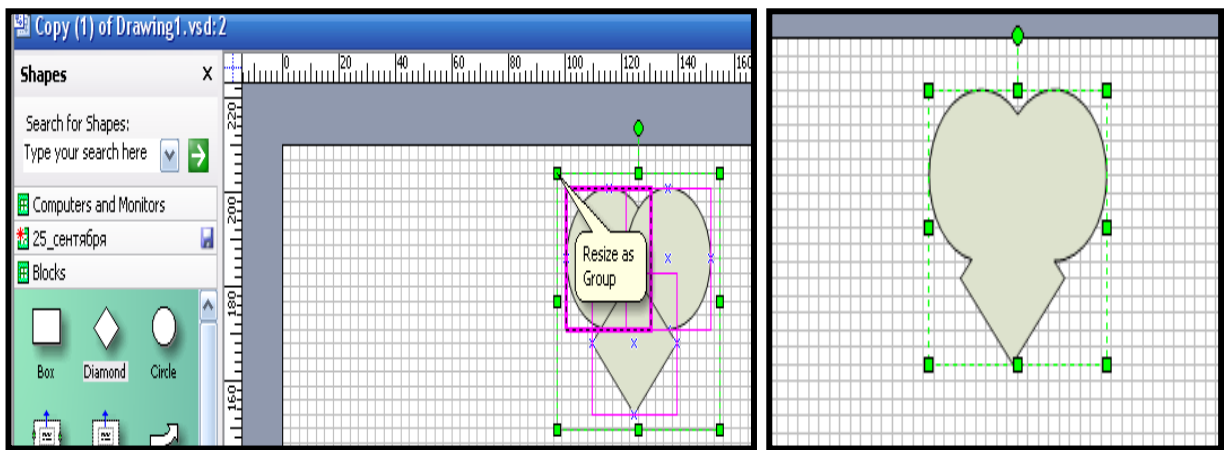 Copy (1) of Drawing1.vsd:2
Shapes X
Search for Shapes:
Type your search here
Computers and Monitors
25_сентября
Blocks
Box Diamond Circle
0 20 40 60 80 100 120 140 160
220
200
180
160
Resize as
Group